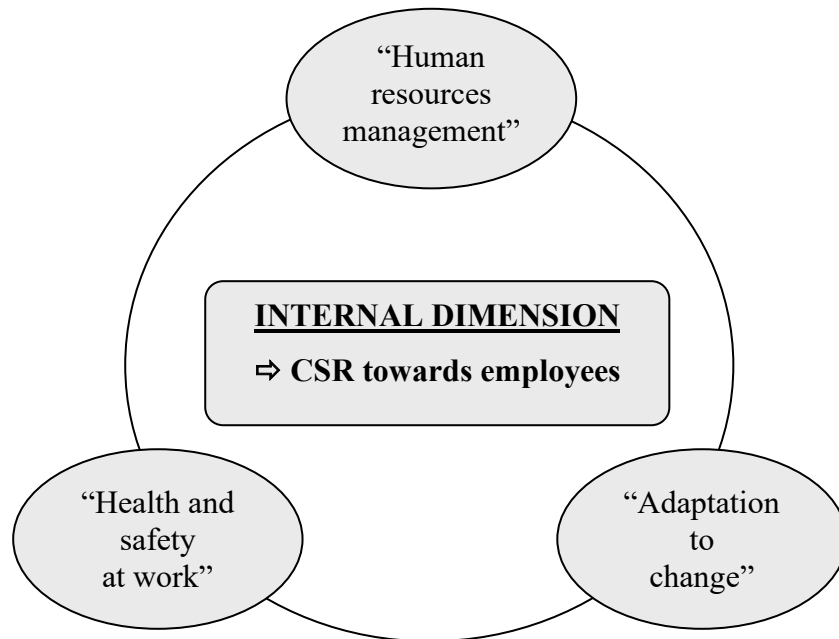 “Human
resources
management”
INTERNAL DIMENSION
⇨ CSR towards employees
“Health and
safety
at work”
“Adaptation
to
change”